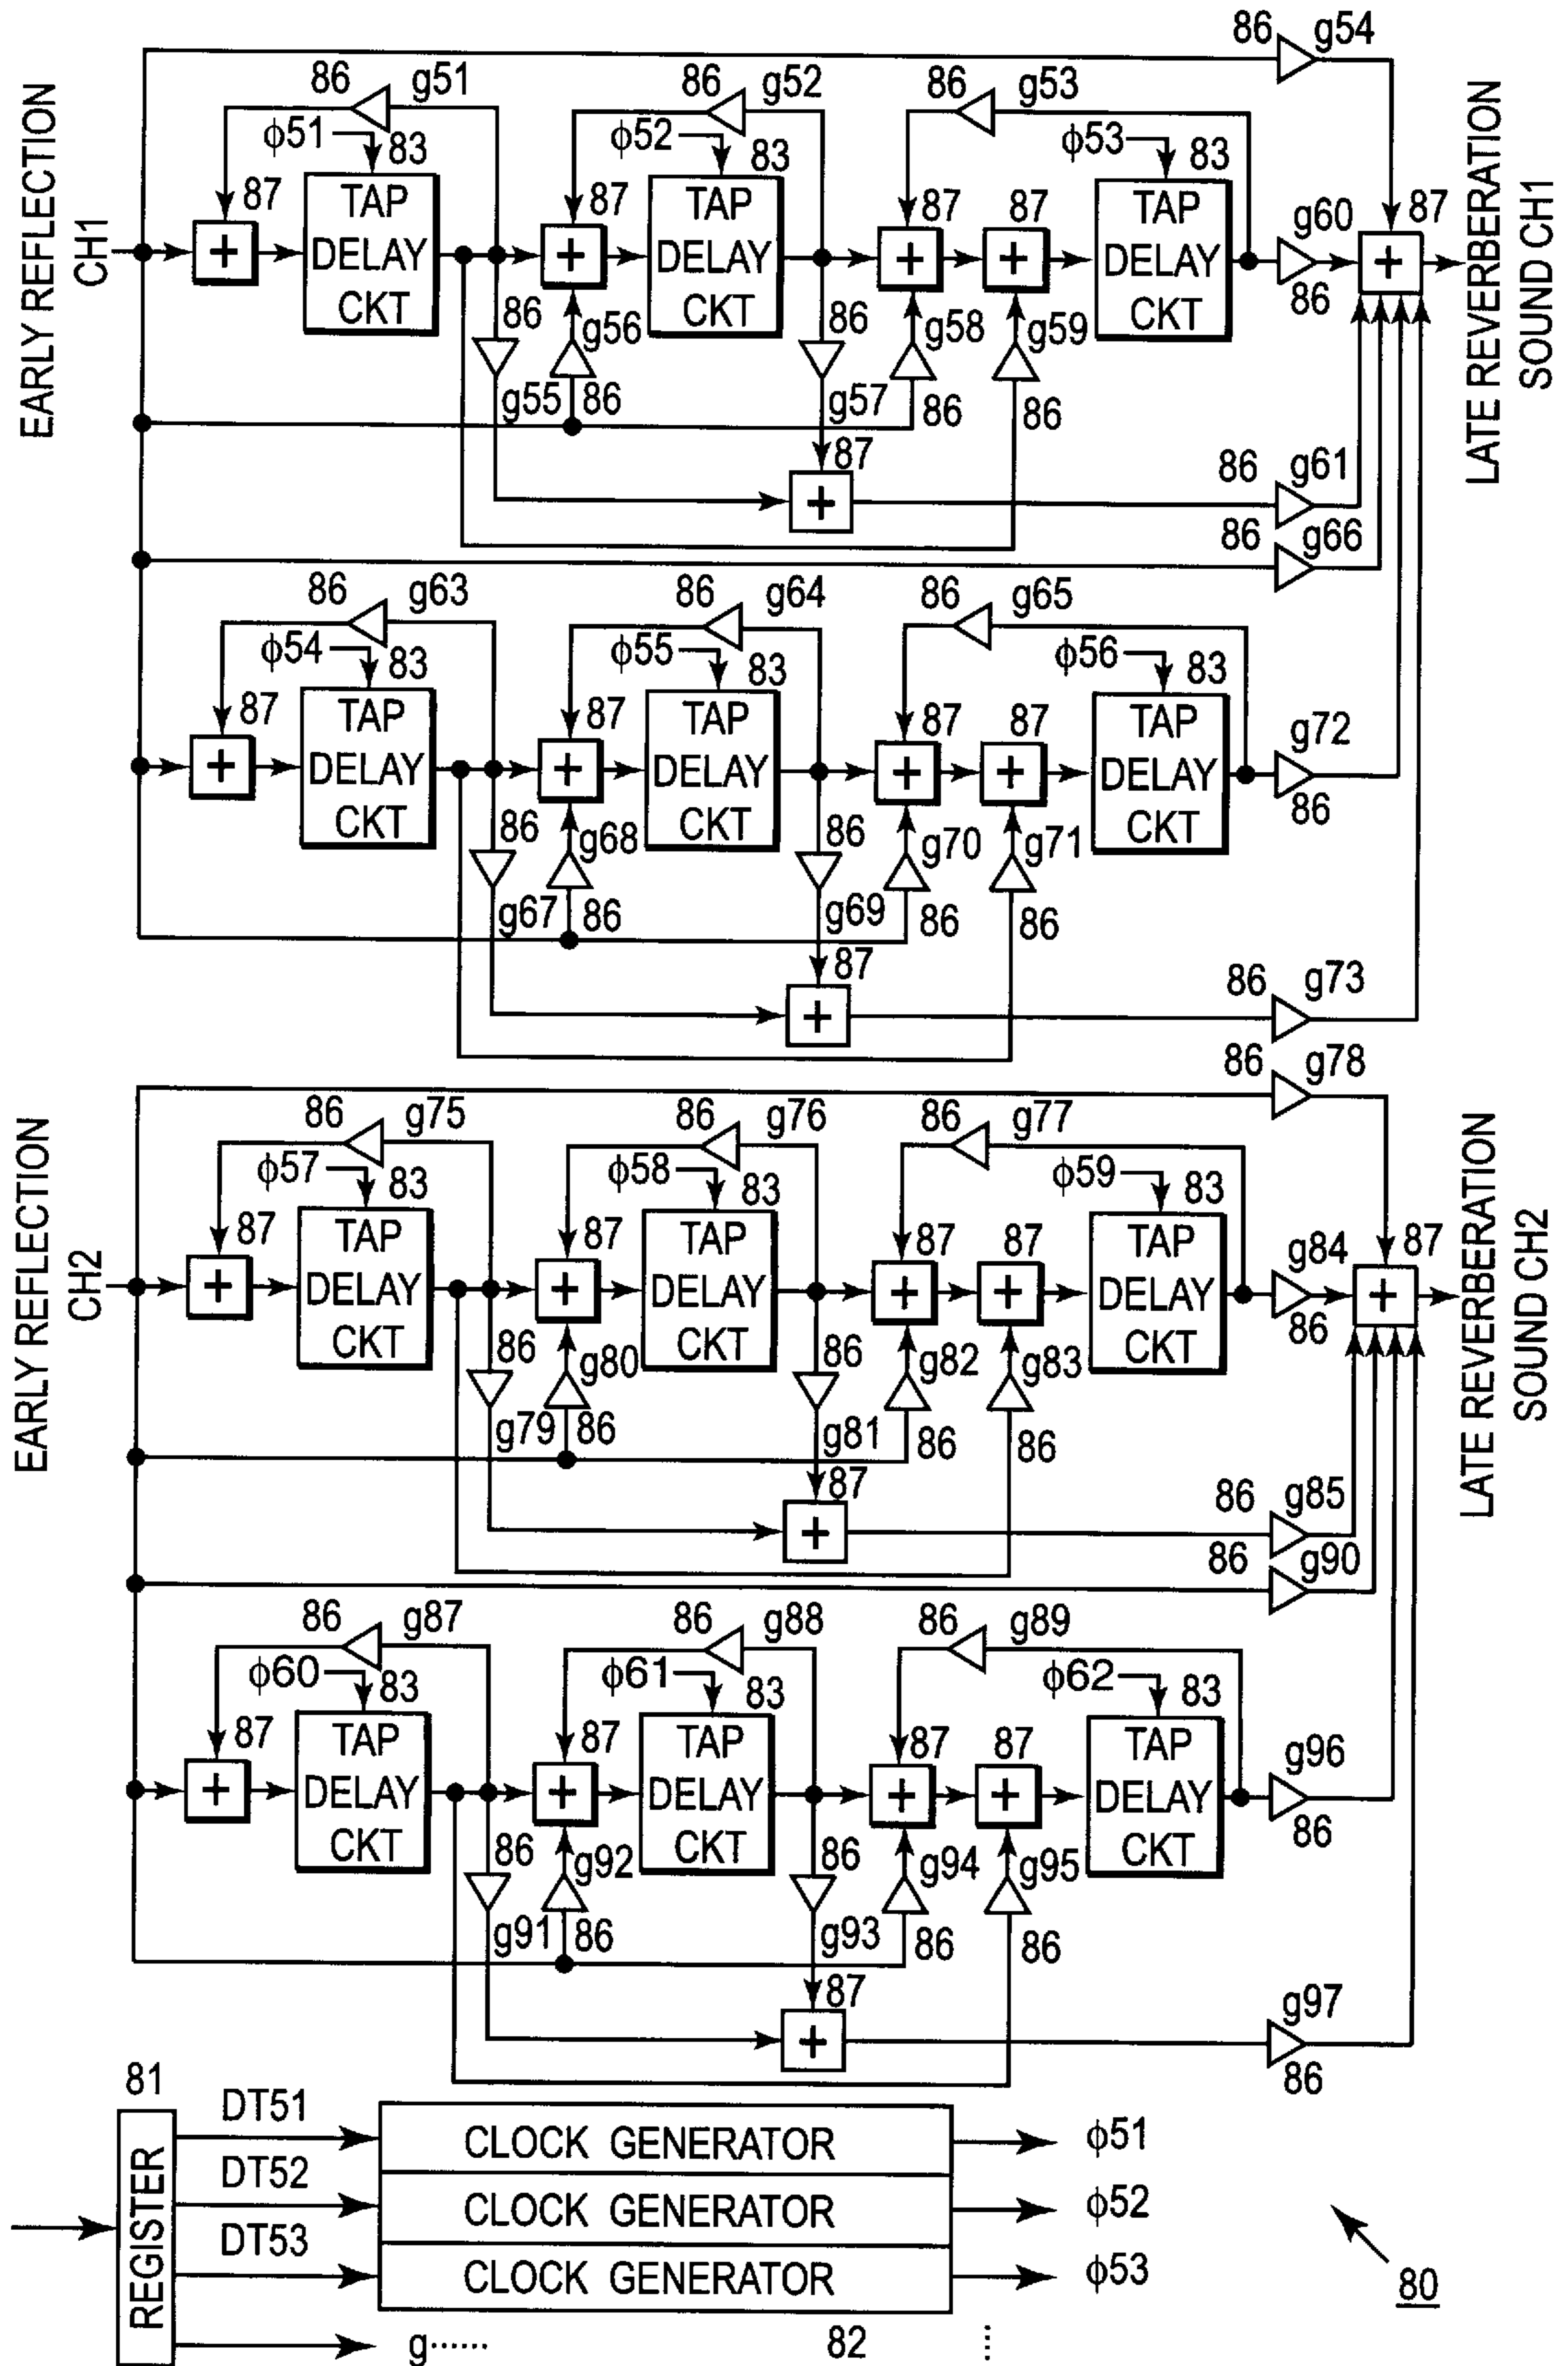 86 g54
86 g51 86 g52 86 g53
ϕ51 83 ϕ52 83 ϕ53 83
EARLY REFLECTION
CH1
87 87 87 87 87
TAP DELAY CKT
TAP DELAY CKT
TAP DELAY CKT
+ + + + +
g60
86
LATE REVERBERATION
SOUND CH1
86 g56 86 g58 g59
g55 86 g57 86 86
87
+
86 g61
86 g66
86 g63 86 g64 86 g65
ϕ54 83 ϕ55 83 ϕ56 83
87 87 87 87
TAP DELAY CKT
TAP DELAY CKT
TAP DELAY CKT
+ + + +
g72
86
86 g68 86 g70 g71
g67 86 g69 86 86
87
+
86 g73
86 g78
86 g75 86 g76 86 g77
ϕ57 83 ϕ58 83 ϕ59 83
EARLY REFLECTION
CH2
87 87 87 87 87
TAP DELAY CKT
TAP DELAY CKT
TAP DELAY CKT
+ + + + +
g84
86
LATE REVERBERATION
SOUND CH2
86 g80 86 g82 g83
g79 86 g81 86 86
87
+
86 g85
86 g90
86 g87 86 g88 86 g89
ϕ60 83 ϕ61 83 ϕ62 83
87 87 87 87
TAP DELAY CKT
TAP DELAY CKT
TAP DELAY CKT
+ + + +
g96
86
86 g92 86 g94 g95
g91 86 g93 86 86
87
+
g97
86
81
REGISTER
DT51 CLOCK GENERATOR ϕ51
DT52 CLOCK GENERATOR ϕ52
DT53 CLOCK GENERATOR ϕ53
g······ 82
80